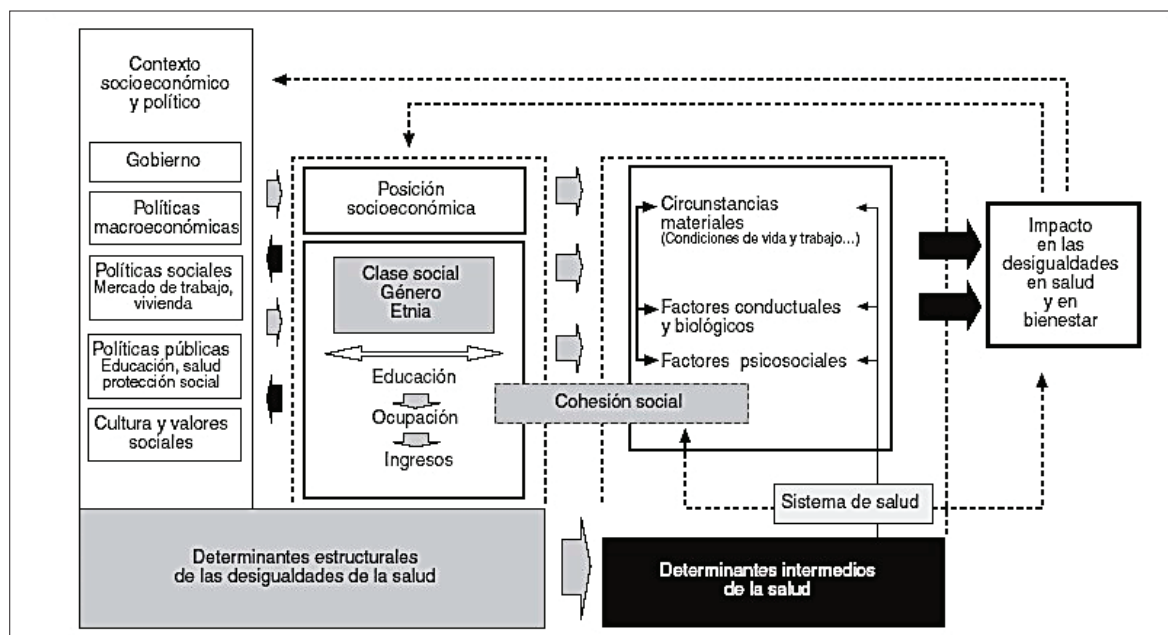 Contexto
socioeconómico
y político
Gobierno
Políticas
macroeconómicas
Políticas sociales
Mercado de trabajo,
vivienda
Políticas públicas
Educación, salud
protección social
Cultura y valores
sociales
Posición
socioeconómica
Clase social
Género
Etnia
Educación
Ocupación
Ingresos
Cohesión social
Circunstancias
materiales
(Condiciones de vida y trabajo...)
Factores conductuales
y biológicos
Factores psicosociales
Sistema de salud
Impacto
en las
desigualdades
en salud
y en
bienestar
Determinantes estructurales
de las desigualdades de la salud
Determinantes intermedios
de la salud